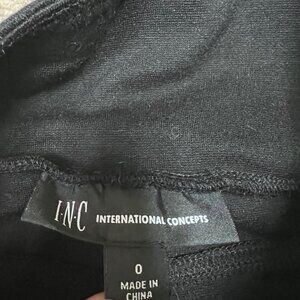 I·N·C INTERNATIONAL CONCEPTS
0
MADE IN
CHINA